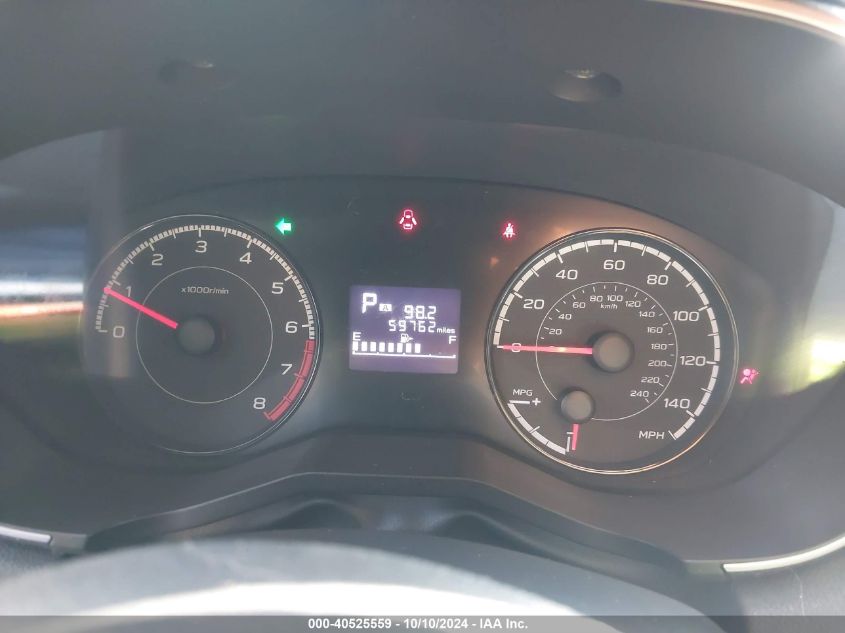 0 1 2 3 4 5 6 7 8
x1000r/min
P A 98.2
59762 miles
E F
0 20 40 60 80 100 120 140
MPH
20 40 60 80 100 120 140 160 180 200 220 240
km/h
MPG
+
-
000-40525559 - 10/10/2024 - IAA Inc.